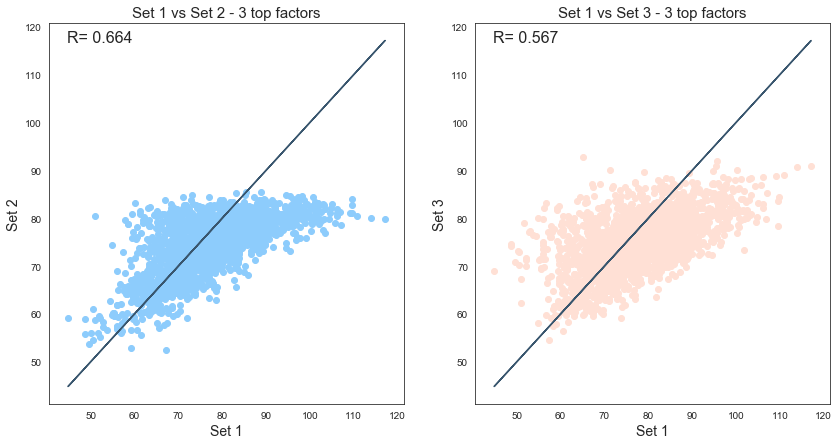 Set 1 vs Set 2 - 3 top factors
R= 0.664
120
110
100
90
80
70
60
50
Set 2
50 60 70 80 90 100 110 120
Set 1
Set 1 vs Set 3 - 3 top factors
R= 0.567
120
110
100
90
80
70
60
50
Set 3
50 60 70 80 90 100 110 120
Set 1